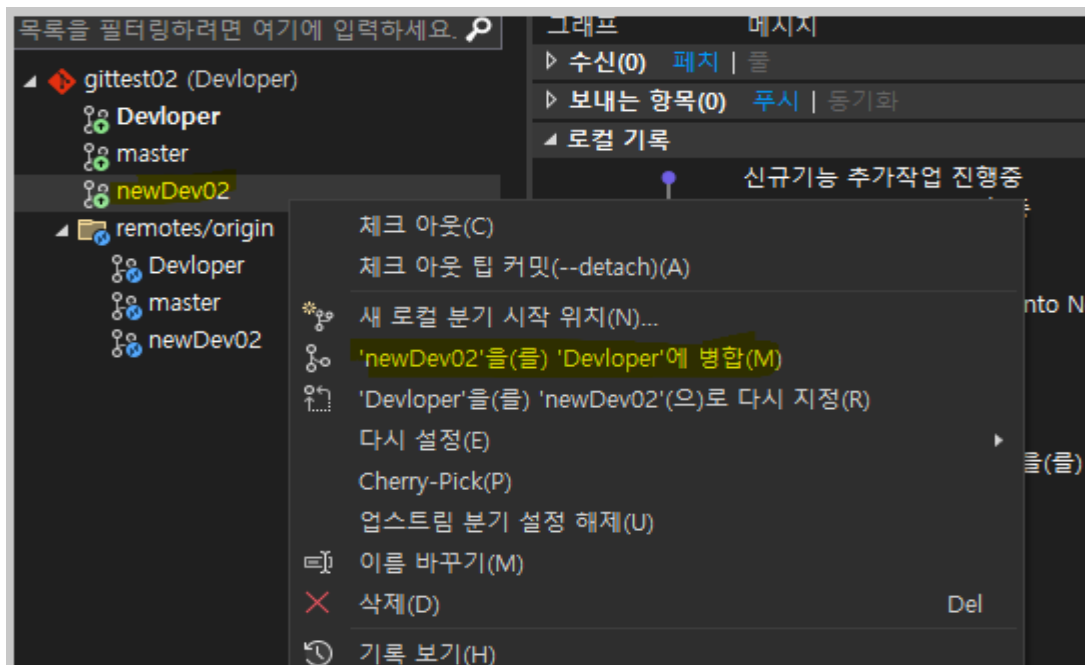 목록을 필터링하려면 여기에 입력하세요.
gittest02 (Devloper)
Devloper
master
newDev02
remotes/origin
Devloper
master
newDev02
그래프 메시지
수신(0) 페치 | 풀
보내는 항목(0) 푸시 | 동기화
로컬 기록
신규기능 추가작업 진행중
nto N
을(를)
체크 아웃(C)
체크 아웃 팁 커밋(--detach)(A)
새 로컬 분기 시작 위치(N)...
'newDev02'을(를) 'Devloper'에 병합(M)
'Devloper'을(를) 'newDev02'(으)로 다시 지정(R)
다시 설정(E)
Cherry-Pick(P)
업스트림 분기 설정 해제(U)
이름 바꾸기(M)
삭제(D) Del
기록 보기(H)